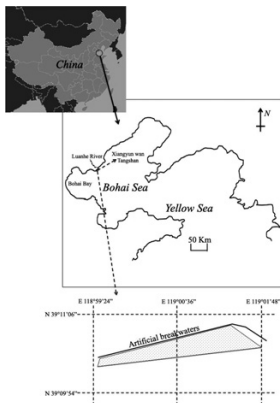 China
N
Luanhe River
Xiangyun wan
Tangshan
Bohai Bay
Bohai Sea
Yellow Sea
50 Km
E 118°59'24" E 119°00'36" E 119°01'48"
N 39°11'06"
Artificial breakwaters
N 39°09'54"